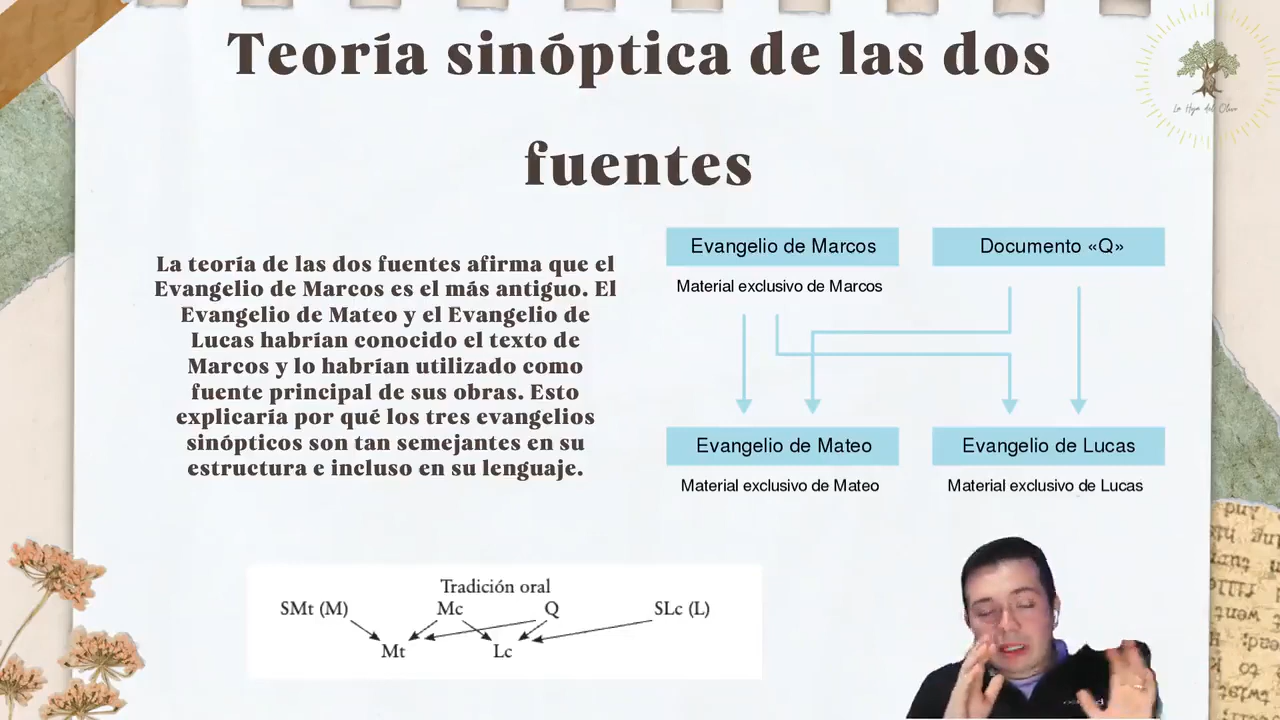 Teoría sinóptica de las dos
fuentes
La Hoja del Olivo
La teoría de las dos fuentes afirma que el
Evangelio de Marcos es el más antiguo. El
Evangelio de Mateo y el Evangelio de
Lucas habrían conocido el texto de
Marcos y lo habrían utilizado como
fuente principal de sus obras. Esto
explicaría por qué los tres evangelios
sinópticos son tan semejantes en su
estructura e incluso en su lenguaje.
Evangelio de Marcos
Documento «Q»
Material exclusivo de Marcos
Evangelio de Mateo
Evangelio de Lucas
Material exclusivo de Mateo
Material exclusivo de Lucas
Tradición oral
SMt (M) Mc Q SLc (L)
Mt Lc